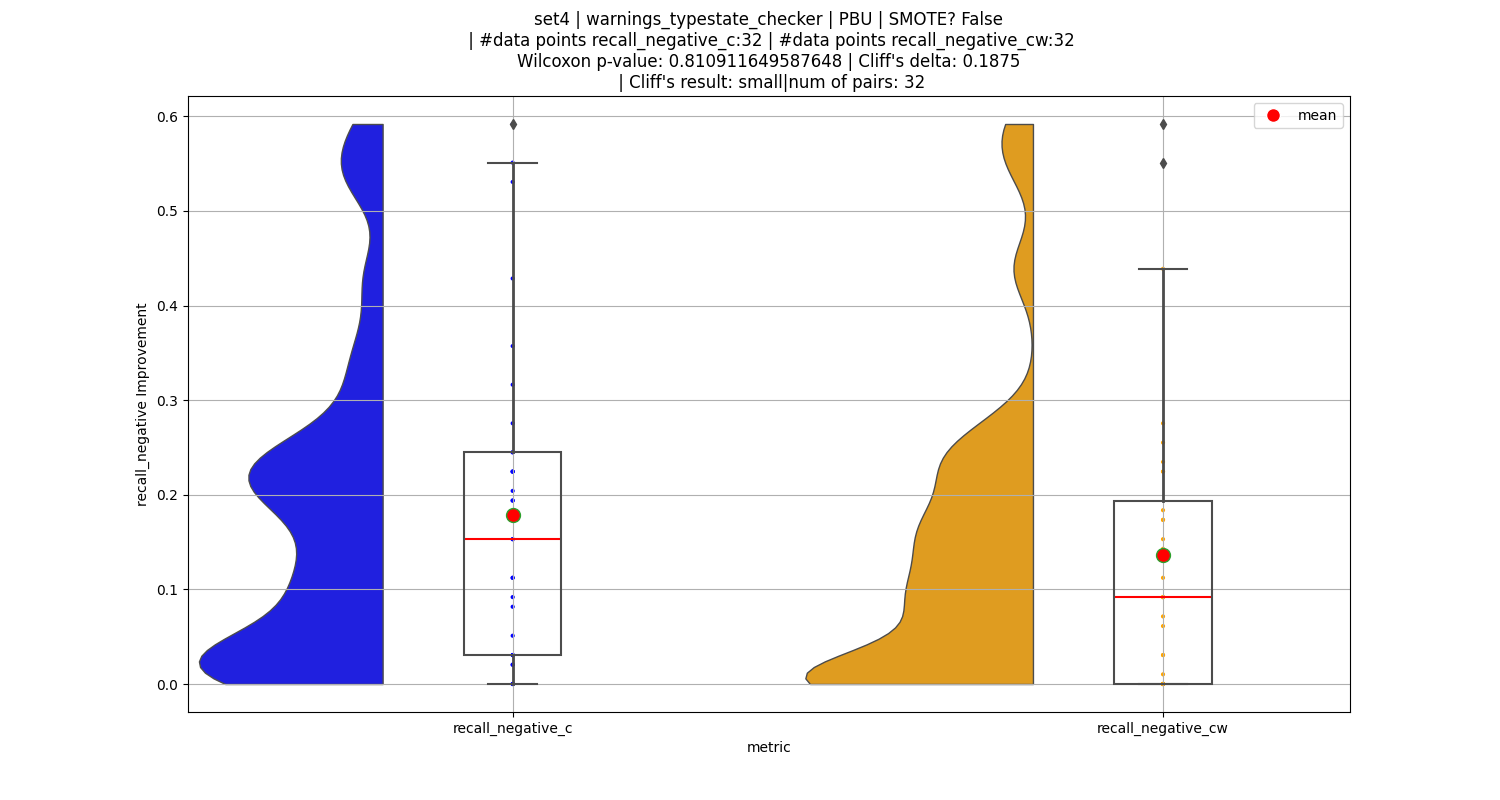 set4 | warnings_typestate_checker | PBU | SMOTE? False
| #data points recall_negative_c:32 | #data points recall_negative_cw:32
Wilcoxon p-value: 0.810911649587648 | Cliff's delta: 0.1875
| Cliff's result: small|num of pairs: 32
mean
0.6
0.5
0.4
0.3
0.2
0.1
0.0
recall_negative Improvement
recall_negative_c
recall_negative_cw
metric